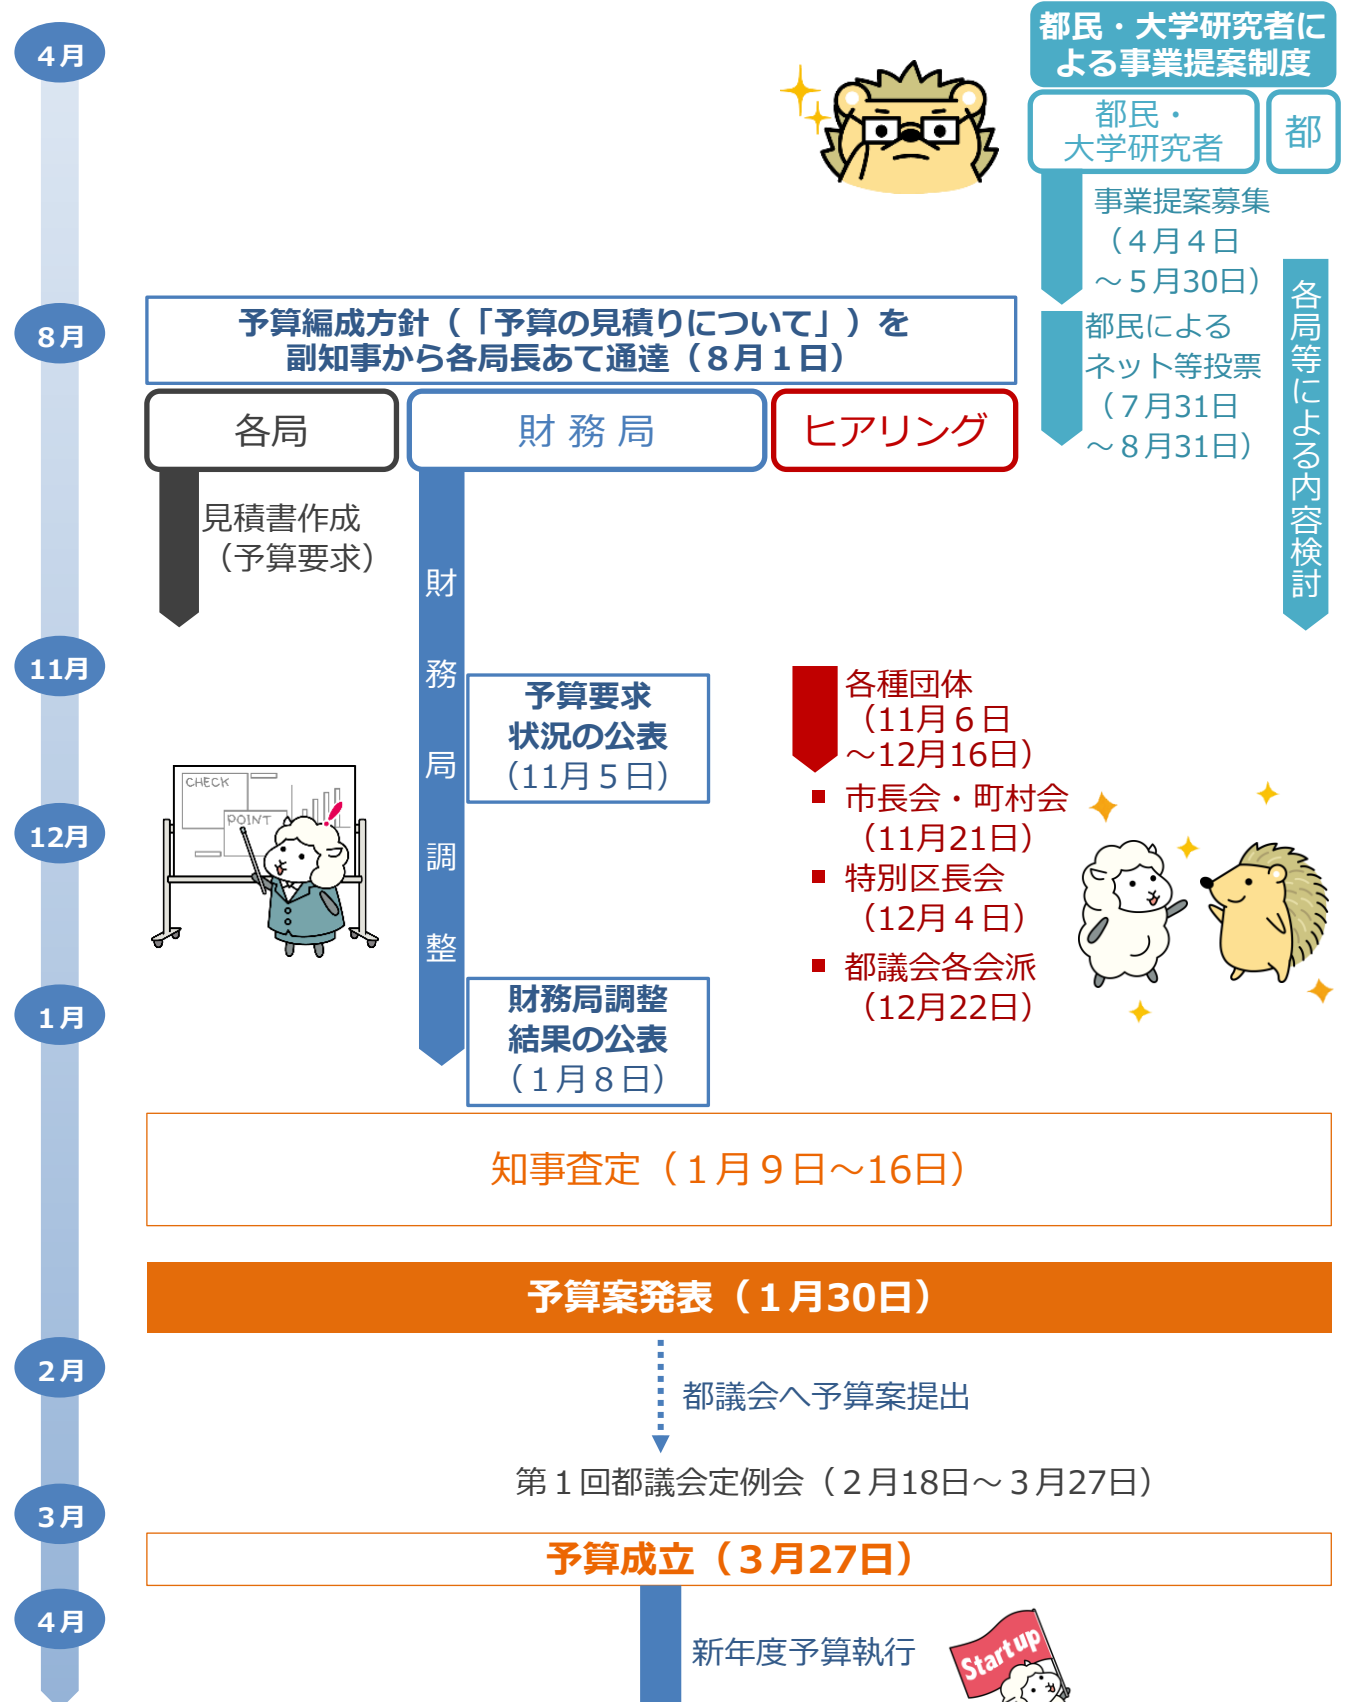 4月
都民・大学研究者に
よる事業提案制度
都民・
大学研究者
都
事業提案募集
（４月４日
～５月30日）
8月
予算編成方針（「予算の見積りについて」）を
副知事から各局長あて通達（８月１日）
都民による
ネット等投票
（７月31日
～８月31日）
各局等による内容検討
各局
財 務 局
ヒアリング
見積書作成
（予算要求）
財務局調整
11月
予算要求
状況の公表
（11月５日）
各種団体
（11月６日
～12月16日）
市長会・町村会
（11月21日）
特別区長会
（12月４日）
都議会各会派
（12月22日）
CHECK
POINT
12月
1月
財務局調整
結果の公表
（１月８日）
知事査定（１月９日～16日）
予算案発表（１月30日）
2月
都議会へ予算案提出
第１回都議会定例会（２月18日～３月27日）
3月
予算成立（３月27日）
4月
新年度予算執行
Start up